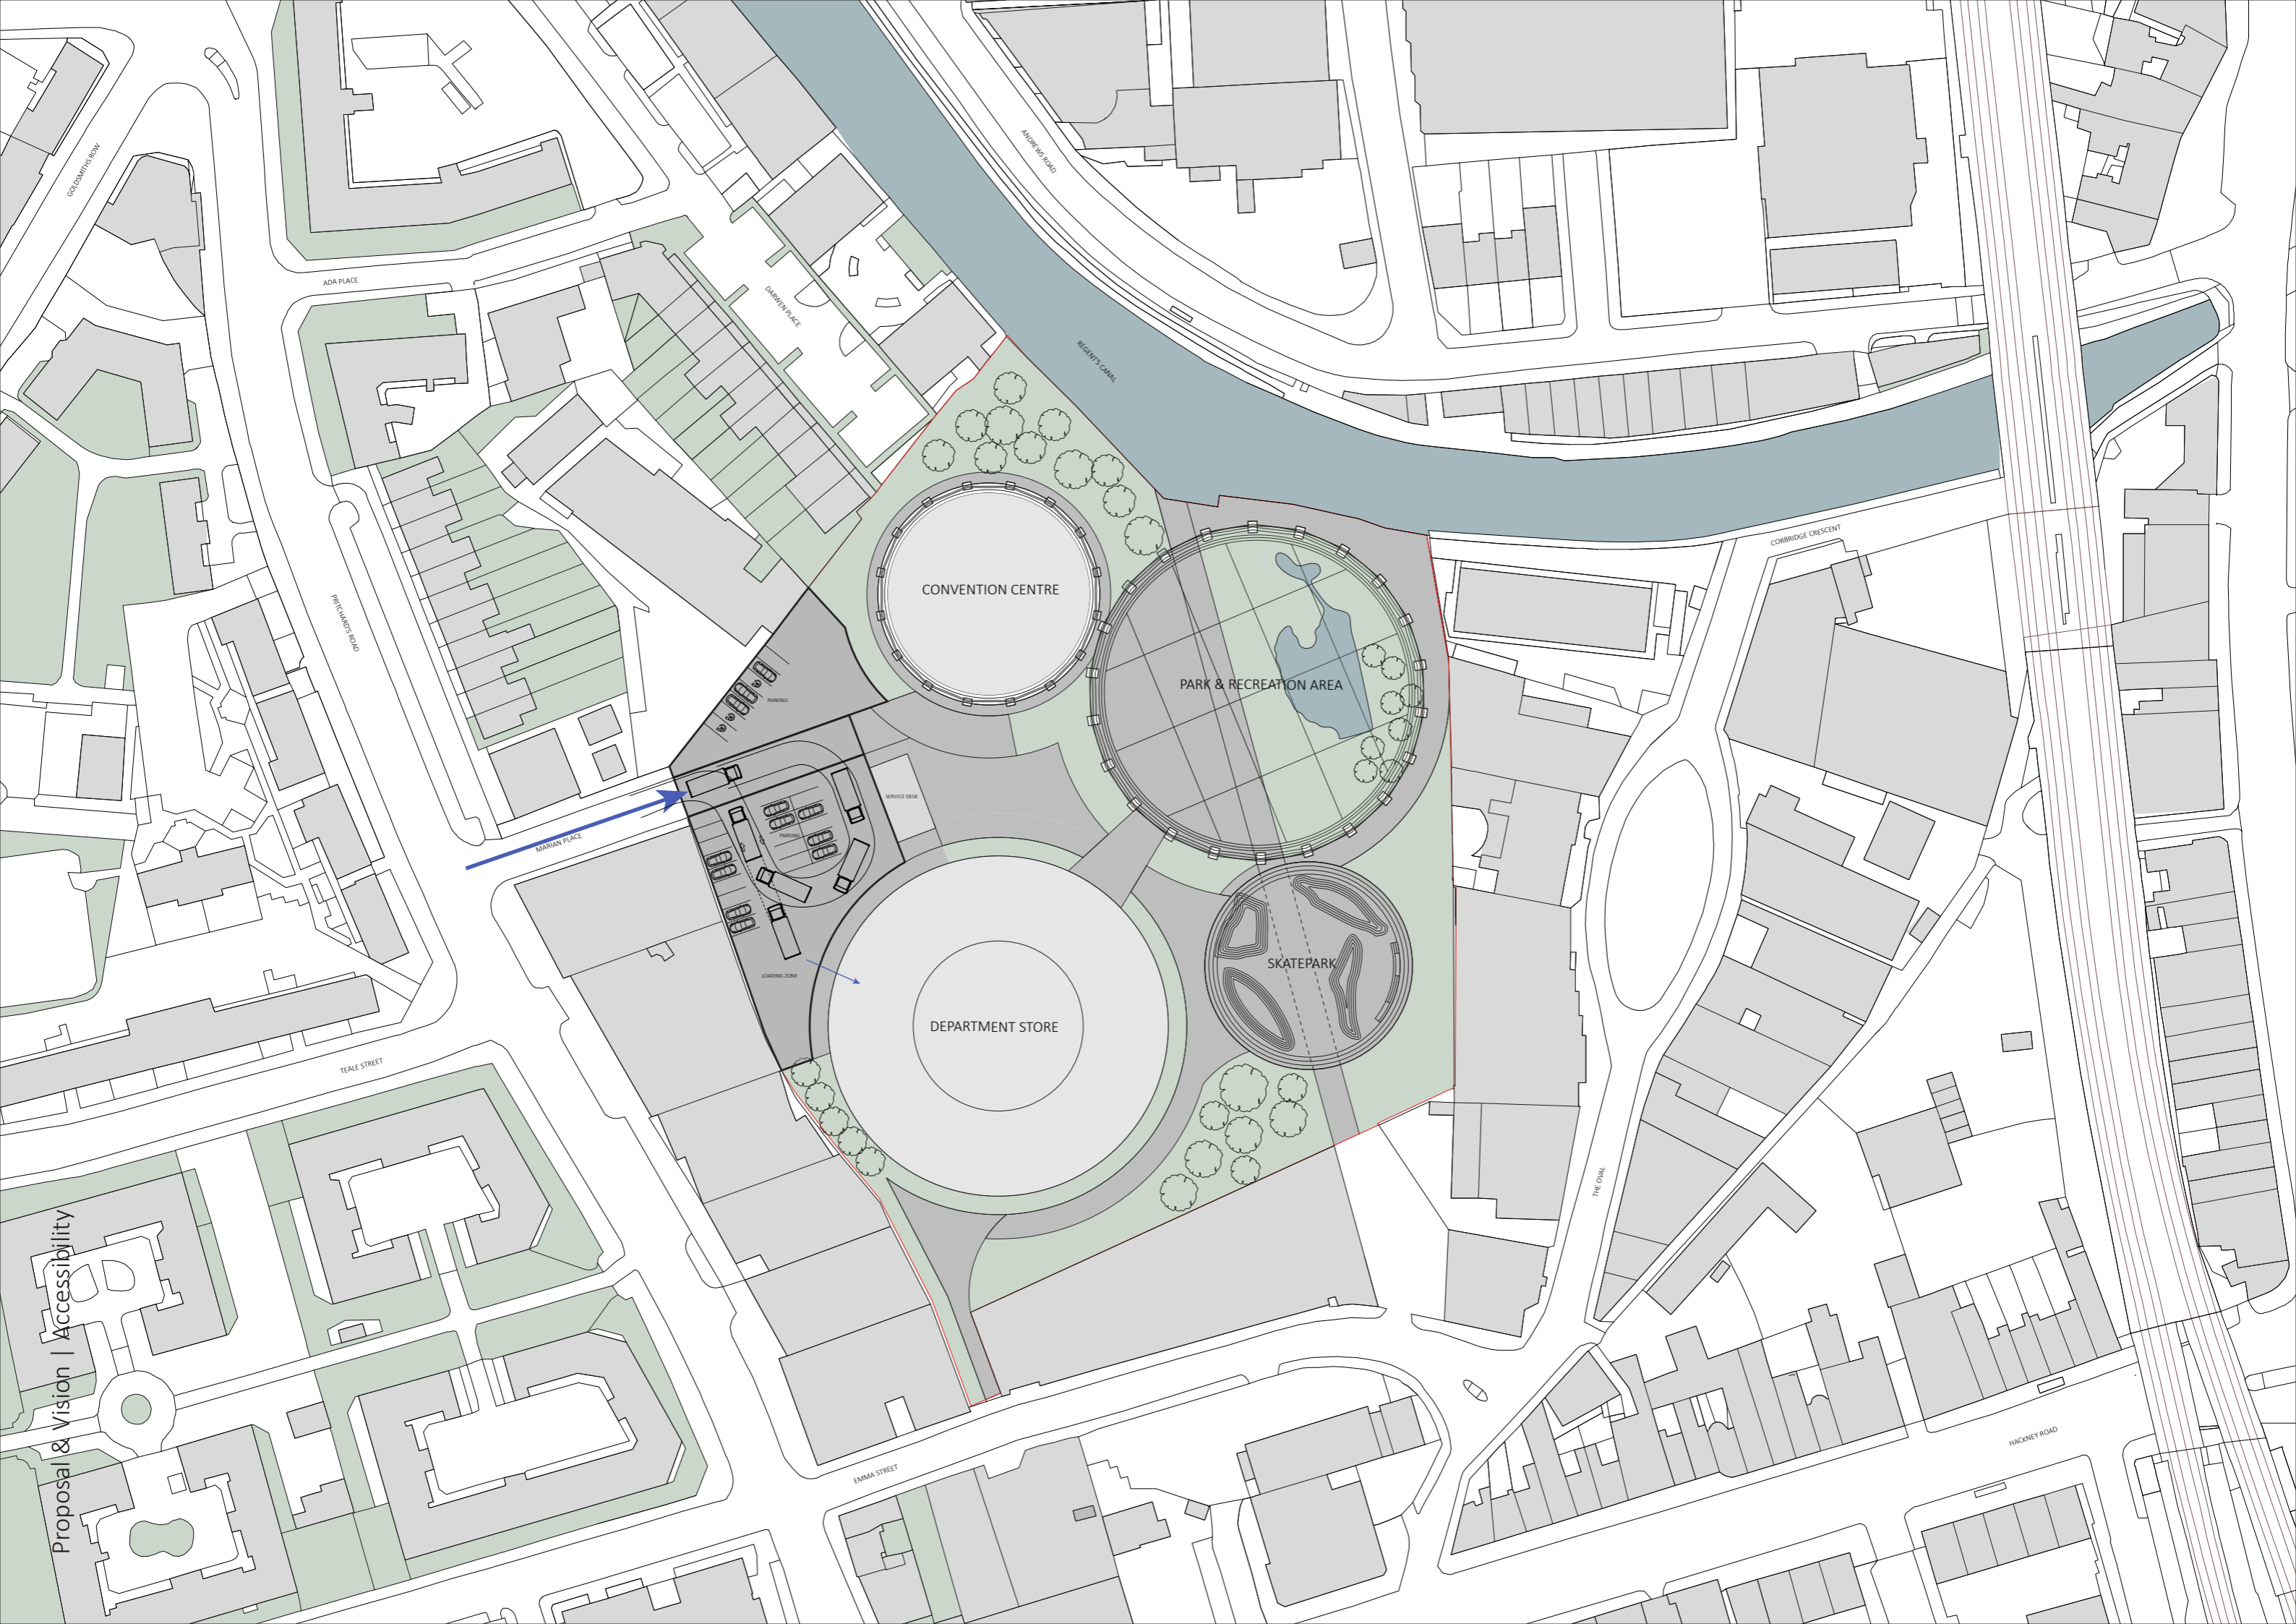 GOLDSMITHS ROW
ANDREWS ROAD
ADA PLACE
DARWEN PLACE
REGENT'S CANAL
CORBRIDGE CRESCENT
CONVENTION CENTRE
PRITCHARD'S ROAD
PARK & RECREATION AREA
PARKING
SERVICE DESK
PARKING
MARIAN PLACE
SKATEPARK
LOADING ZONE
DEPARTMENT STORE
TEALE STREET
THE OVAL
Proposal & Vision | Accessibility
HACKNEY ROAD
EMMA STREET